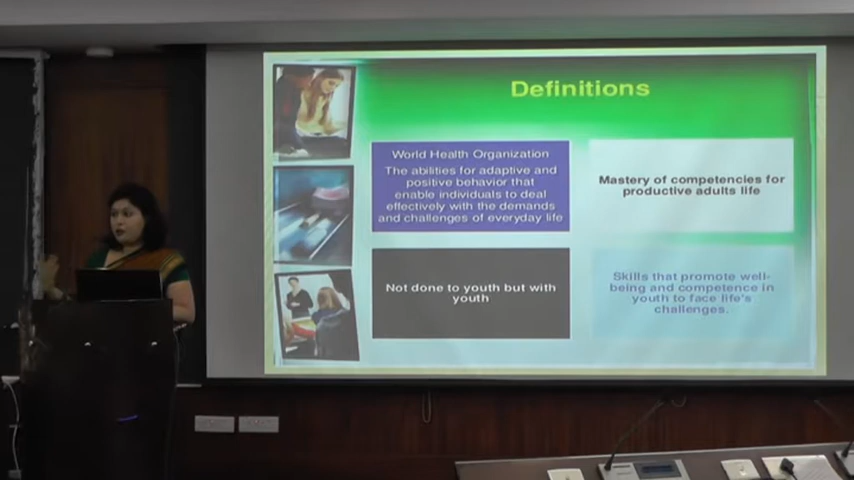 Definitions
World Health Organization
The abilities for adaptive and
positive behavior that
enable individuals to deal
effectively with the demands
and challenges of everyday life
Mastery of competencies for
productive adults life
Not done to youth but with
youth
Skills that promote well-
being and competence in
youth to face life's
challenges.